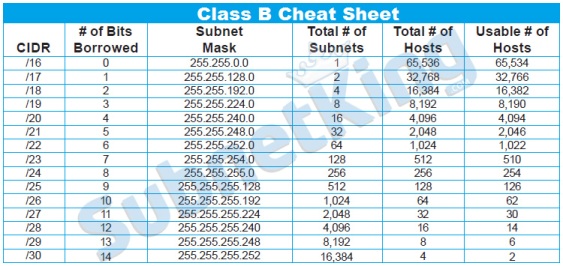 Class B Cheat Sheet
CIDR # of Bits Borrowed Subnet Mask Total # of Subnets Total # of Hosts Usable # of Hosts
/16 0 255.255.0.0 1 65,536 65,534
/17 1 255.255.128.0 2 32,768 32,766
/18 2 255.255.192.0 4 16,384 16,382
/19 3 255.255.224.0 8 8,192 8,190
/20 4 255.255.240.0 16 4,096 4,094
/21 5 255.255.248.0 32 2,048 2,046
/22 6 255.255.252.0 64 1,024 1,022
/23 7 255.255.254.0 128 512 510
/24 8 255.255.255.0 256 256 254
/25 9 255.255.255.128 512 128 126
/26 10 255.255.255.192 1,024 64 62
/27 11 255.255.255.224 2,048 32 30
/28 12 255.255.255.240 4,096 16 14
/29 13 255.255.255.248 8,192 8 6
/30 14 255.255.255.252 16,384 4 2
SubnetKing.com